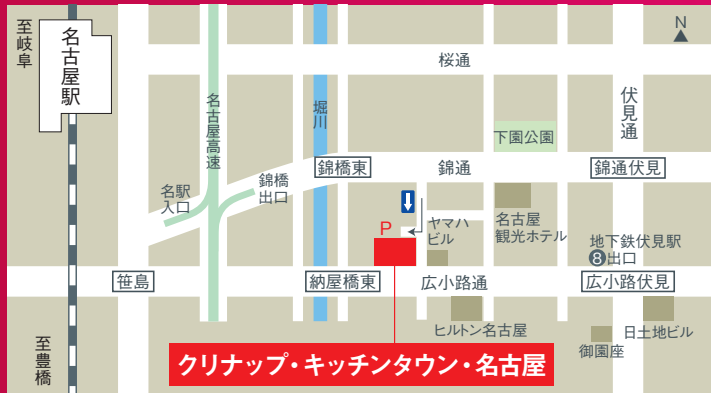 至岐阜
名古屋駅
N
桜通
名古屋高速
堀川
伏見通
下園公園
錦橋東
錦通
錦通伏見
名駅
入口
錦橋
出口
P
ヤマハ
ビル
名古屋
観光ホテル
地下鉄伏見駅
8出口
笹島
納屋橋東
広小路通
広小路伏見
ヒルトン名古屋
日土地ビル
御園座
至豊橋
クリナップ・キッチンタウン・名古屋